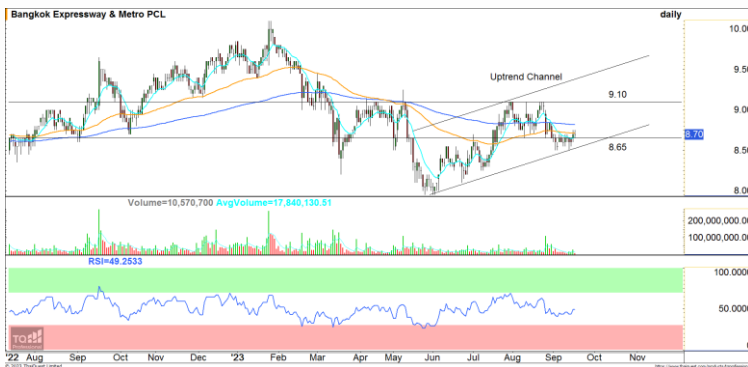 Bangkok Expressway & Metro PCL daily
10.00
9.50
Uptrend Channel
9.10
9.00
8.70
8.65
8.50
8.00
Volume=10,570,700 AvgVolume=17,840,130.51
200,000,000.00
100,000,000.00
RSI=49.2533
100.0000
50.0000
TQ
'22 Aug Sep Oct Nov Dec '23 Feb Mar Apr May Jun Jul Aug Sep Oct Nov